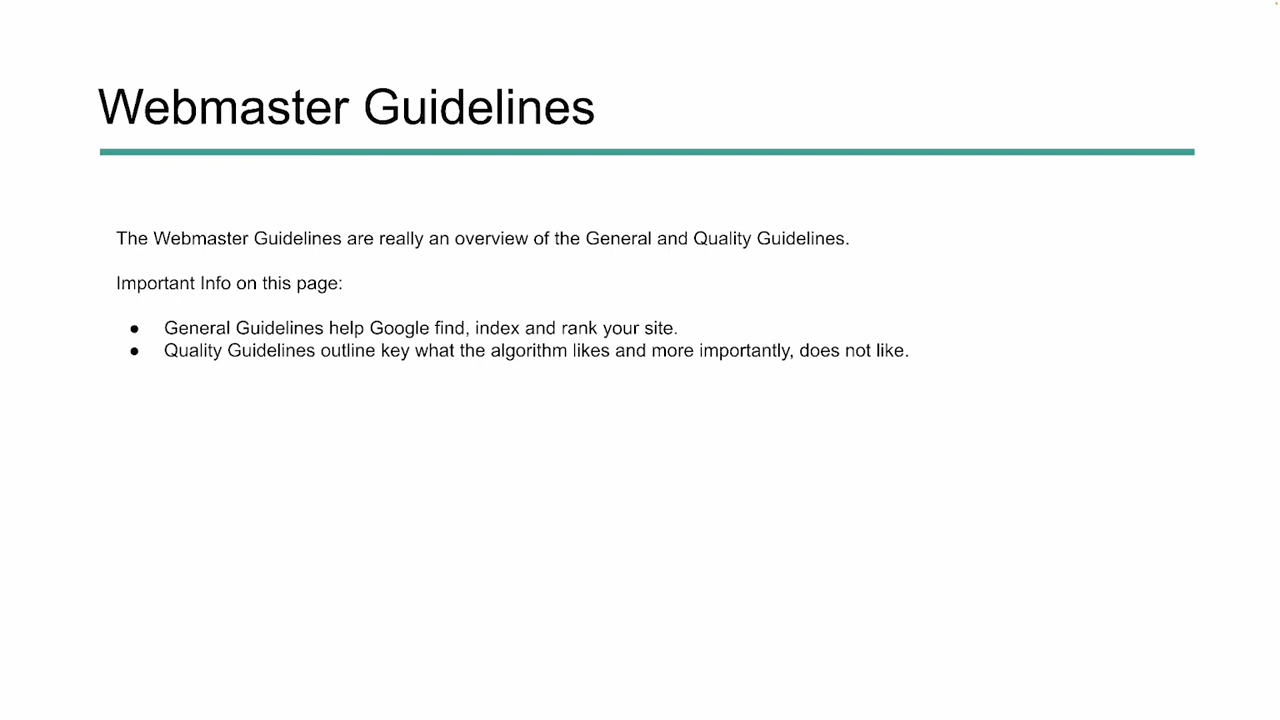 Webmaster Guidelines
The Webmaster Guidelines are really an overview of the General and Quality Guidelines.
Important Info on this page:
● General Guidelines help Google find, index and rank your site.
● Quality Guidelines outline key what the algorithm likes and more importantly, does not like.